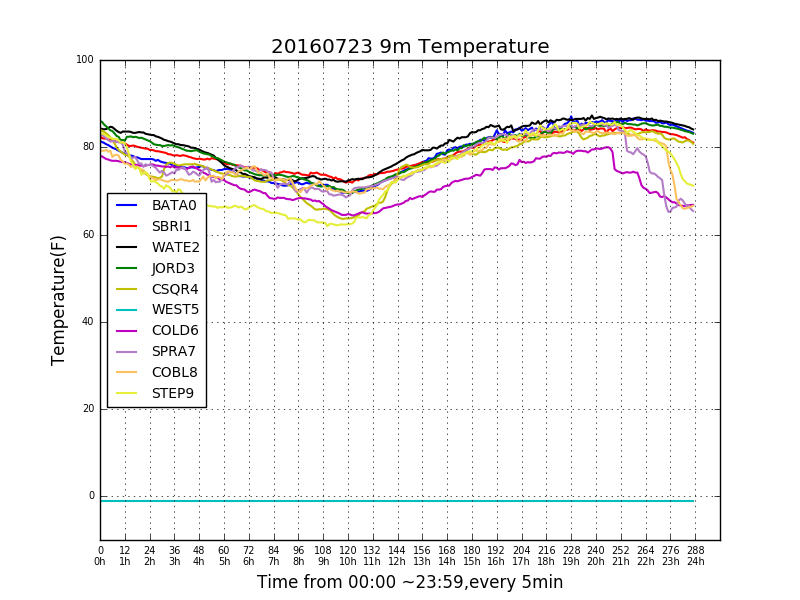 20160723 9m Temperature
100
80
60
40
20
0
Temperature(F)
BATA0
SBRI1
WATE2
JORD3
CSQR4
WEST5
COLD6
SPRA7
COBL8
STEP9
0 12 24 36 48 60 72 84 96 108 120 132 144 156 168 180 192 204 216 228 240 252 264 276 288
0h 1h 2h 3h 4h 5h 6h 7h 8h 9h 10h 11h 12h 13h 14h 15h 16h 17h 18h 19h 20h 21h 22h 23h 24h
Time from 00:00 ~23:59,every 5min